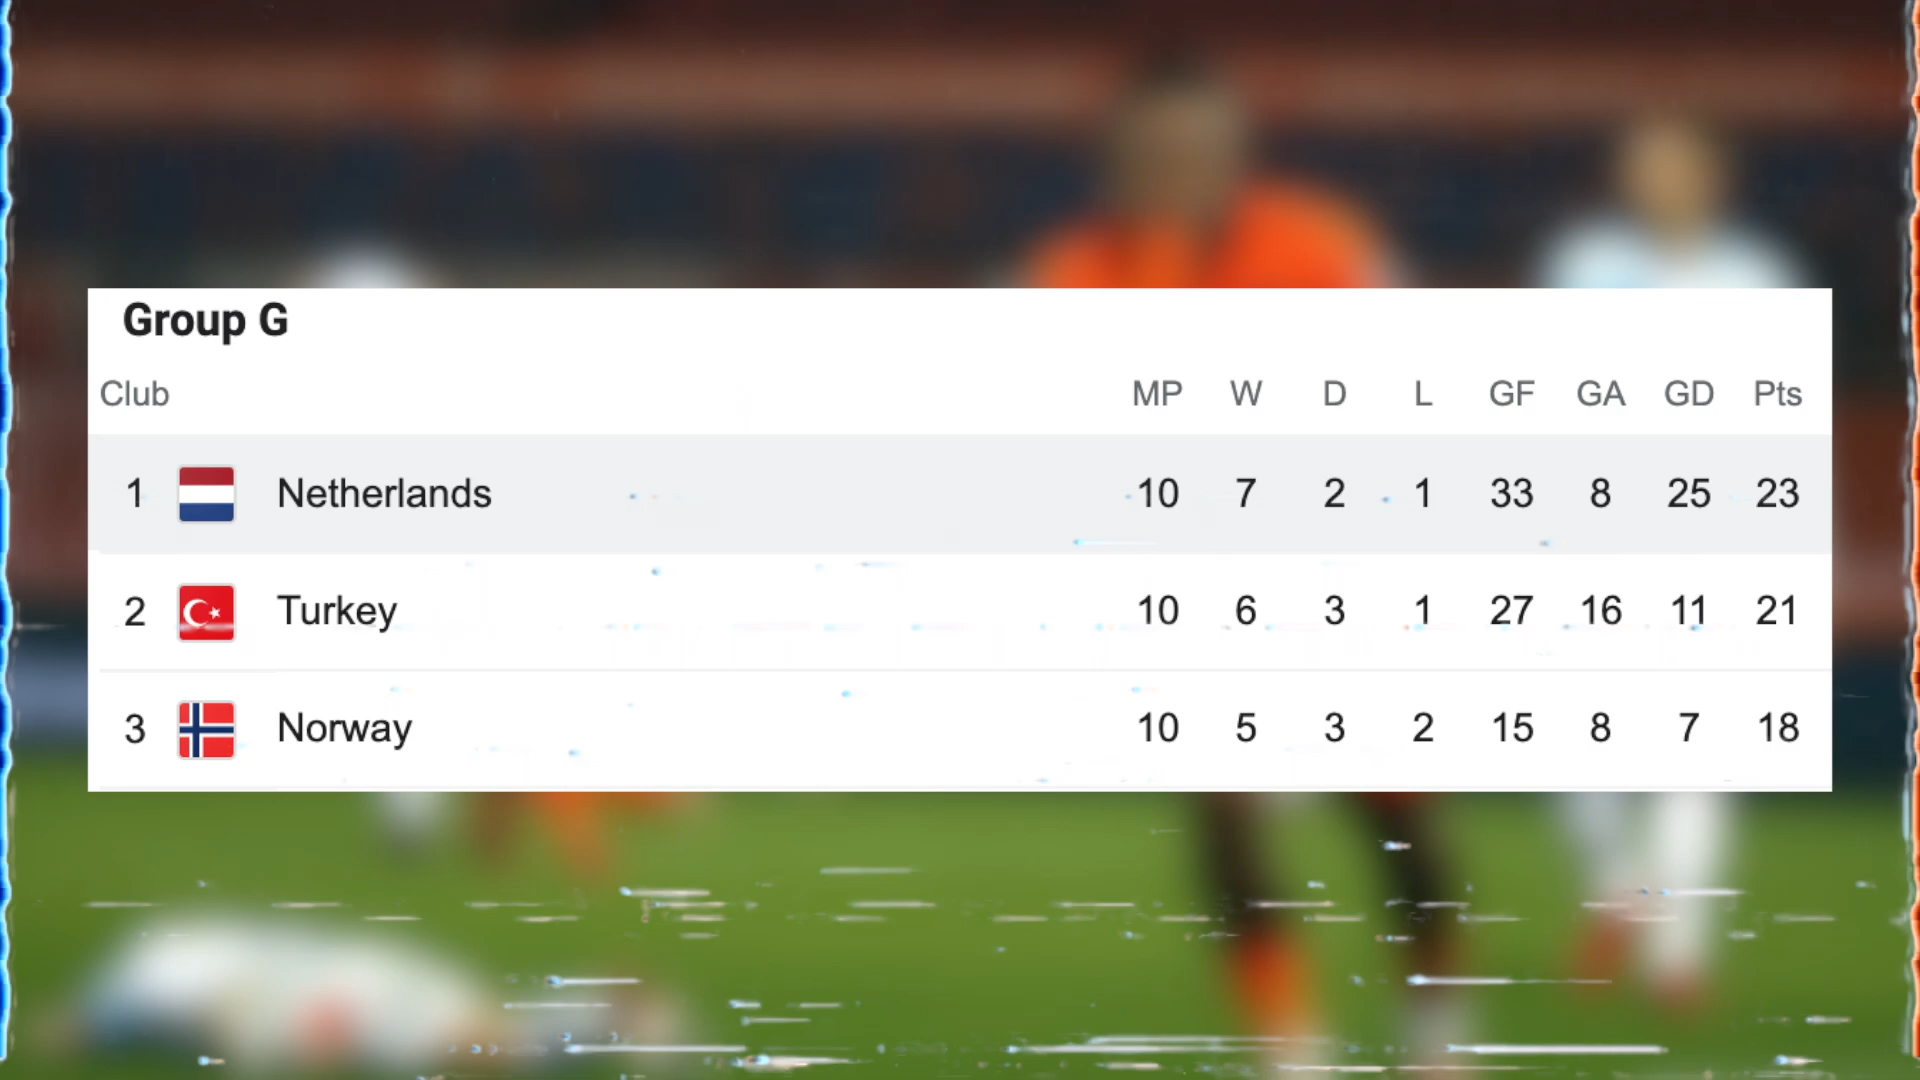 Group G
Club MP W D L GF GA GD Pts
1 Netherlands 10 7 2 1 33 8 25 23
2 Turkey 10 6 3 1 27 16 11 21
3 Norway 10 5 3 2 15 8 7 18